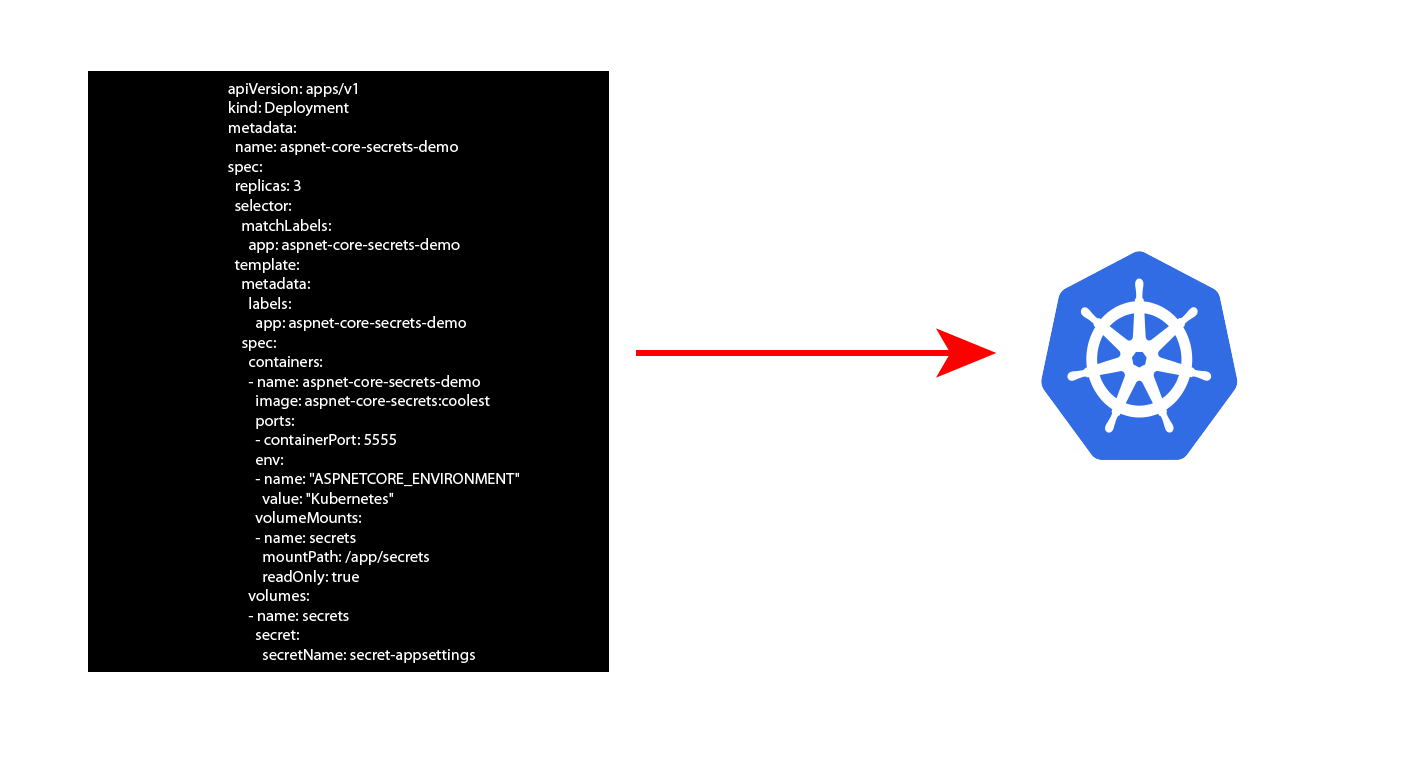 apiVersion: apps/v1
kind: Deployment
metadata:
  name: aspnet-core-secrets-demo
spec:
  replicas: 3
  selector:
    matchLabels:
      app: aspnet-core-secrets-demo
  template:
    metadata:
      labels:
        app: aspnet-core-secrets-demo
    spec:
      containers:
      - name: aspnet-core-secrets-demo
        image: aspnet-core-secrets:coolest
        ports:
        - containerPort: 5555
        env:
        - name: "ASPNETCORE_ENVIRONMENT"
          value: "Kubernetes"
        volumeMounts:
        - name: secrets
          mountPath: /app/secrets
          readOnly: true
      volumes:
      - name: secrets
        secret:
          secretName: secret-appsettings